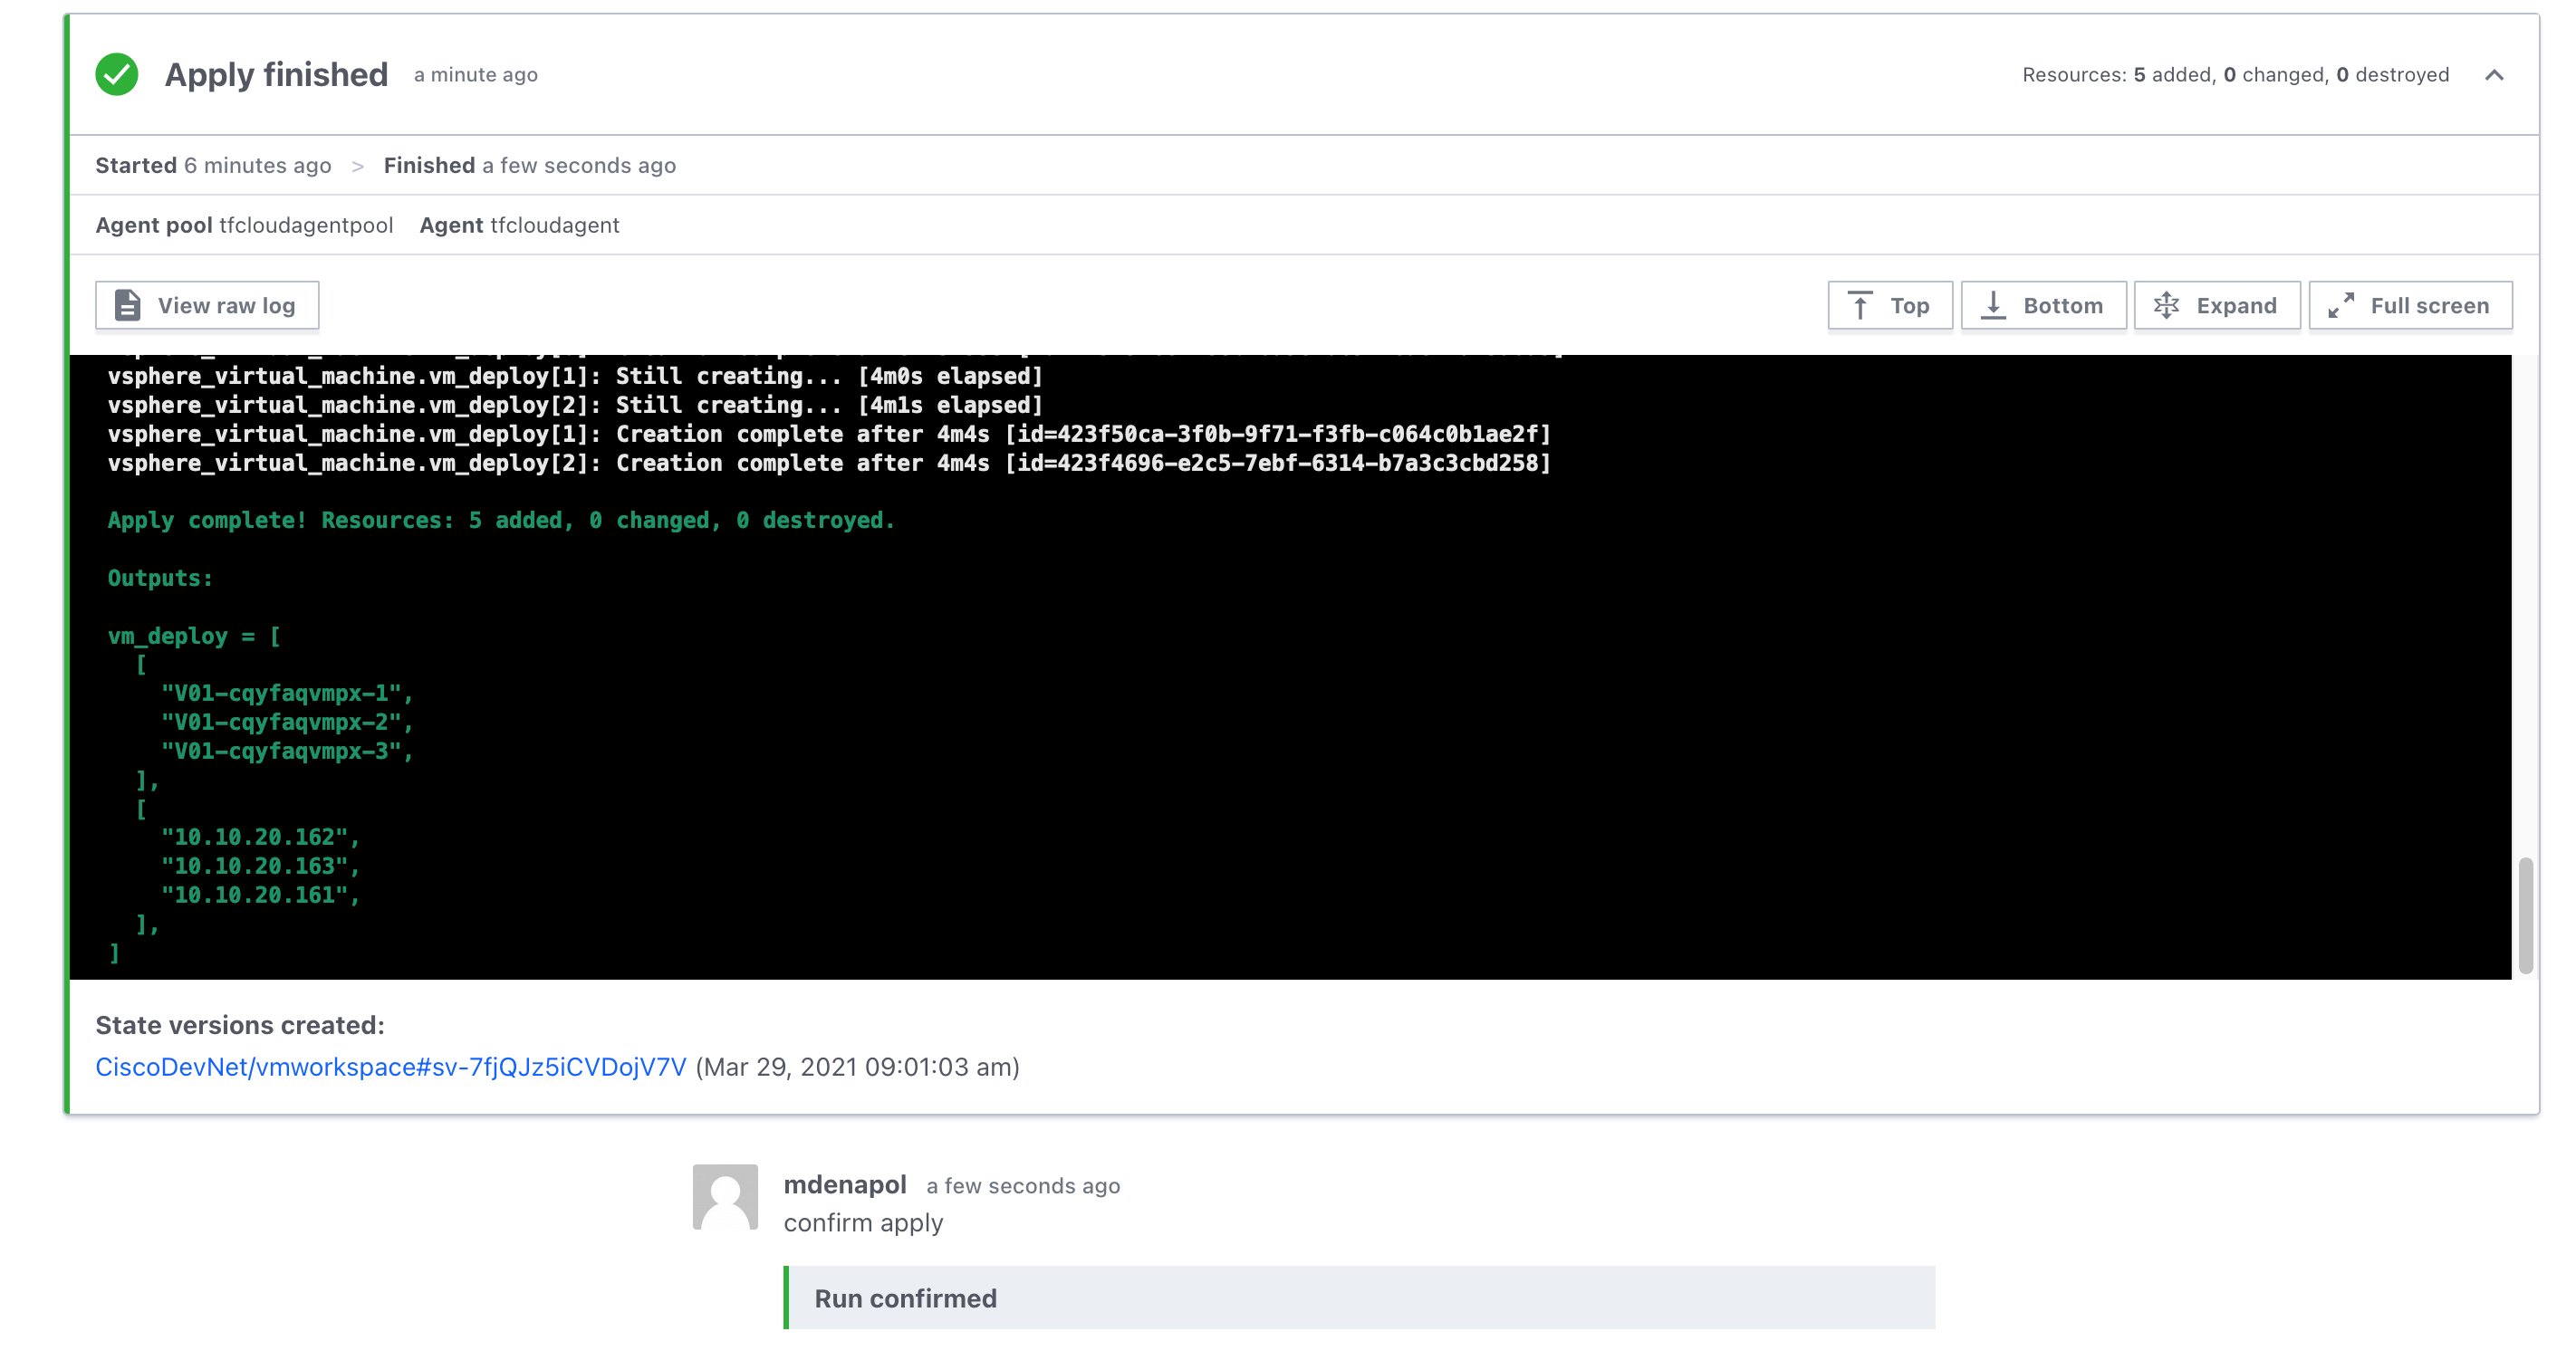 Apply finished a minute ago Resources: 5 added, 0 changed, 0 destroyed
Started 6 minutes ago > Finished a few seconds ago
Agent pool tfcloudagentpool Agent tfcloudagent
View raw log Top Bottom Expand Full screen
vsphere_virtual_machine.vm_deploy[1]: Still creating... [4m0s elapsed]
vsphere_virtual_machine.vm_deploy[2]: Still creating... [4m1s elapsed]
vsphere_virtual_machine.vm_deploy[1]: Creation complete after 4m4s [id=423f50ca-3f0b-9f71-f3fb-c064c0b1ae2f]
vsphere_virtual_machine.vm_deploy[2]: Creation complete after 4m4s [id=423f4696-e2c5-7ebf-6314-b7a3c3cbd258]
Apply complete! Resources: 5 added, 0 changed, 0 destroyed.
Outputs:
vm_deploy = [
[
"V01-cqyfaqvmpx-1",
"V01-cqyfaqvmpx-2",
"V01-cqyfaqvmpx-3",
],
[
"10.10.20.162",
"10.10.20.163",
"10.10.20.161",
],
]
State versions created:
CiscoDevNet/vmworkspace#sv-7fjQJz5iCVDojV7V (Mar 29, 2021 09:01:03 am)
mdenapol a few seconds ago
confirm apply
Run confirmed